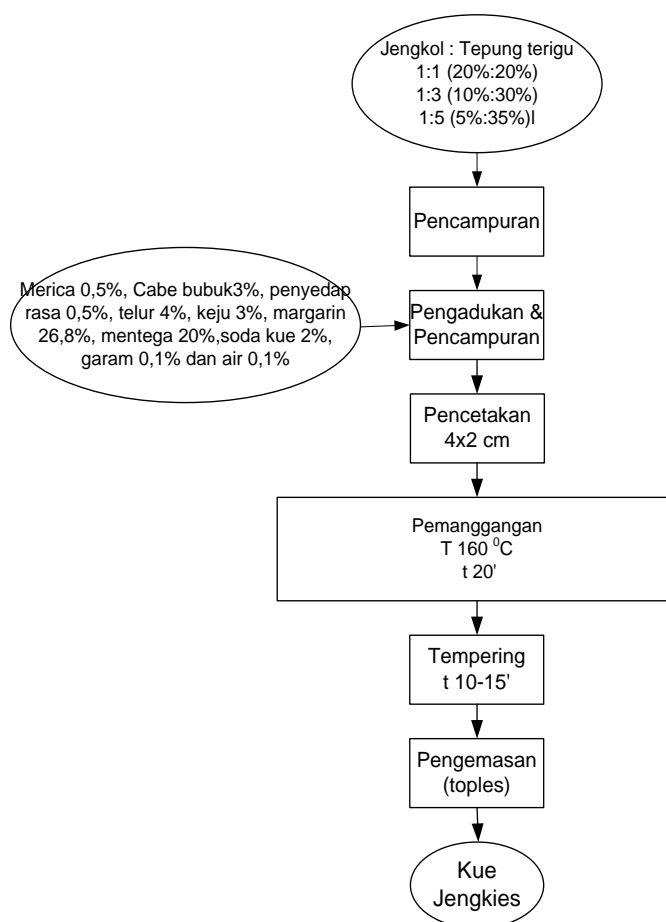 Jengkol : Tepung terigu
1:1 (20%:20%)
1:3 (10%:30%)
1:5 (5%:35%)l
Pencampuran
Merica 0,5%, Cabe bubuk3%, penyedap
rasa 0,5%, telur 4%, keju 3%, margarin
26,8%, mentega 20%,soda kue 2%,
garam 0,1% dan air 0,1%
Pengadukan &
Pencampuran
Pencetakan
4x2 cm
Pemanggangan
T 160 ⁰C
t 20'
Tempering
t 10-15'
Pengemasan
(toples)
Kue
Jengkies